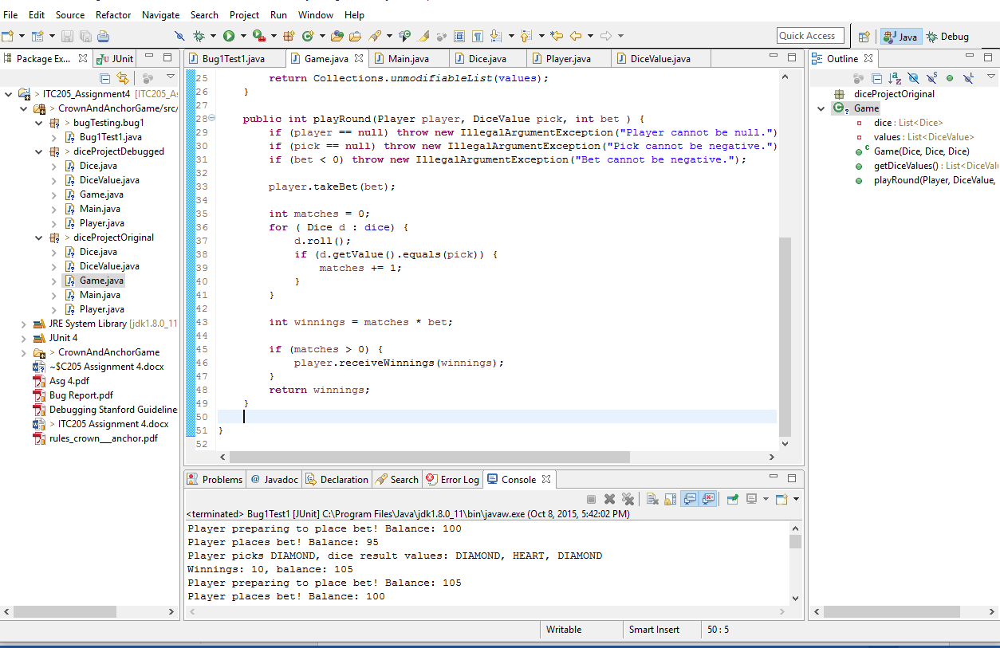 File Edit Source Refactor Navigate Search Project Run Window Help
Quick Access Java Debug
Package Ex... JUnit
> ITC205_Assignment4 [ITC205_A
> CrownAndAnchorGame/src/
> bugTesting.bug1
> Bug1Test1.java
> diceProjectDebugged
> Dice.java
> DiceValue.java
> Game.java
> Main.java
> Player.java
> diceProjectOriginal
> Dice.java
> DiceValue.java
> Game.java
> Main.java
> Player.java
JRE System Library [jdk1.8.0_11
JUnit 4
> CrownAndAnchorGame
~$C205 Assignment 4.docx
Asg 4.pdf
Bug Report.pdf
Debugging Stanford Guideline
> ITC205 Assignment 4.docx
rules_crown___anchor.pdf
Bug1Test1.java Game.java Main.java Dice.java Player.java DiceValue.java
25 return Collections.unmodifiableList(values);
26 }
27
28 public int playRound(Player player, DiceValue pick, int bet ) {
29 if (player == null) throw new IllegalArgumentException("Player cannot be null.")
30 if (pick == null) throw new IllegalArgumentException("Pick cannot be negative.")
31 if (bet < 0) throw new IllegalArgumentException("Bet cannot be negative.");
32
33 player.takeBet(bet);
34
35 int matches = 0;
36 for ( Dice d : dice) {
37 d.roll();
38 if (d.getValue().equals(pick)) {
39 matches += 1;
40 }
41 }
42
43 int winnings = matches * bet;
44
45 if (matches > 0) {
46 player.receiveWinnings(winnings);
47 }
48 return winnings;
49 }
50
51 }
52
Outline
diceProjectOriginal
Game
dice : List<Dice>
values : List<DiceValue>
Game(Dice, Dice, Dice)
getDiceValues() : List<DiceVal
playRound(Player, DiceValue,
Problems @ Javadoc Declaration Search Error Log Console
<terminated> Bug1Test1 [JUnit] C:\Program Files\Java\jdk1.8.0_11\bin\javaw.exe (Oct 8, 2015, 5:42:02 PM)
Player preparing to place bet! Balance: 100
Player places bet! Balance: 95
Player picks DIAMOND, dice result values: DIAMOND, HEART, DIAMOND
Winnings: 10, balance: 105
Player preparing to place bet! Balance: 105
Player places bet! Balance: 100
Writable Smart Insert 50 : 5